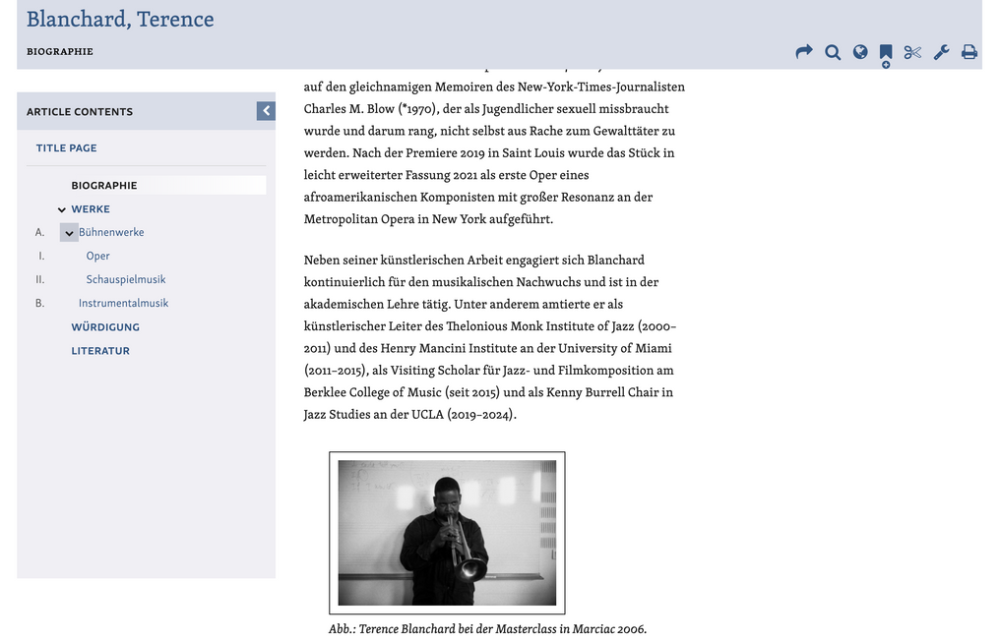 Blanchard, Terence
BIOGRAPHIE
ARTICLE CONTENTS
TITLE PAGE
BIOGRAPHIE
WERKE
A. Bühnenwerke
I. Oper
II. Schauspielmusik
B. Instrumentalmusik
WÜRDIGUNG
LITERATUR
auf den gleichnamigen Memoiren des New-York-Times-Journalisten
Charles M. Blow (*1970), der als Jugendlicher sexuell missbraucht
wurde und darum rang, nicht selbst aus Rache zum Gewalttäter zu
werden. Nach der Premiere 2019 in Saint Louis wurde das Stück in
leicht erweiterter Fassung 2021 als erste Oper eines
afroamerikanischen Komponisten mit großer Resonanz an der
Metropolitan Opera in New York aufgeführt.
Neben seiner künstlerischen Arbeit engagiert sich Blanchard
kontinuierlich für den musikalischen Nachwuchs und ist in der
akademischen Lehre tätig. Unter anderem amtierte er als
künstlerischer Leiter des Thelonious Monk Institute of Jazz (2000–
2011) und des Henry Mancini Institute an der University of Miami
(2011–2015), als Visiting Scholar für Jazz- und Filmkomposition am
Berklee College of Music (seit 2015) und als Kenny Burrell Chair in
Jazz Studies an der UCLA (2019–2024).
Abb.: Terence Blanchard bei der Masterclass in Marciac 2006.